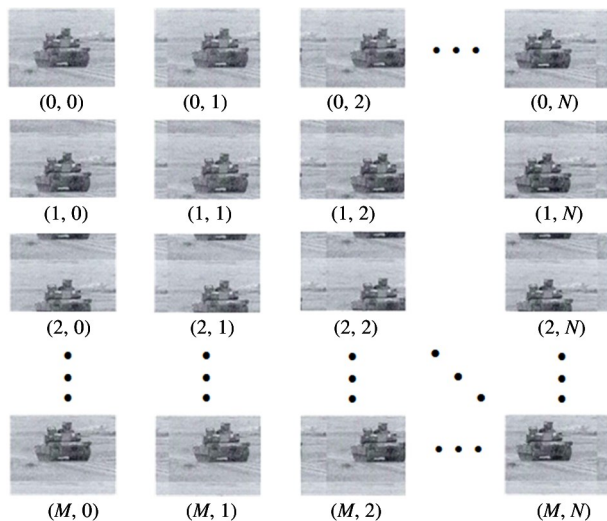 (0, 0) (0, 1) (0, 2) (0, N)
(1, 0) (1, 1) (1, 2) (1, N)
(2, 0) (2, 1) (2, 2) (2, N)
(M, 0) (M, 1) (M, 2) (M, N)